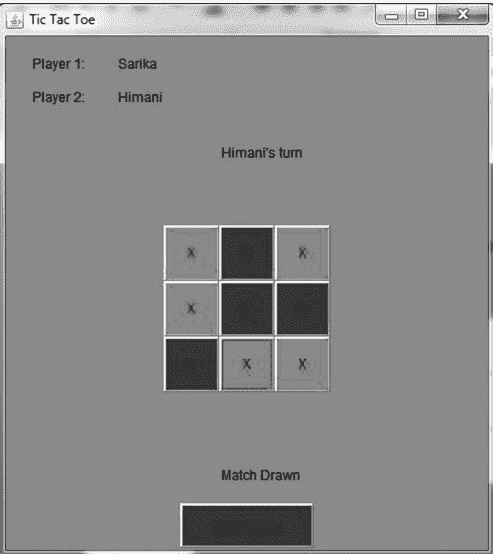 Tic Tac Toe
Player 1: Sarika
Player 2: Himani
Himani's turn
X X
X
X X
Match Drawn